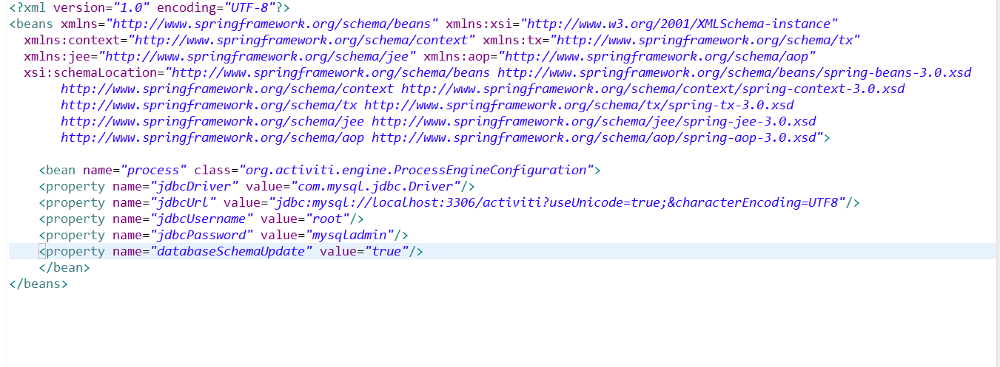 <?xml version="1.0" encoding="UTF-8"?>
<beans xmlns="http://www.springframework.org/schema/beans" xmlns:xsi="http://www.w3.org/2001/XMLSchema-instance"
xmlns:context="http://www.springframework.org/schema/context" xmlns:tx="http://www.springframework.org/schema/tx"
xmlns:jee="http://www.springframework.org/schema/jee" xmlns:aop="http://www.springframework.org/schema/aop"
xsi:schemaLocation="http://www.springframework.org/schema/beans http://www.springframework.org/schema/beans/spring-beans-3.0.xsd
http://www.springframework.org/schema/context http://www.springframework.org/schema/context/spring-context-3.0.xsd
http://www.springframework.org/schema/tx http://www.springframework.org/schema/tx/spring-tx-3.0.xsd
http://www.springframework.org/schema/jee http://www.springframework.org/schema/jee/spring-jee-3.0.xsd
http://www.springframework.org/schema/aop http://www.springframework.org/schema/aop/spring-aop-3.0.xsd">
<bean name="process" class="org.activiti.engine.ProcessEngineConfiguration">
<property name="jdbcDriver" value="com.mysql.jdbc.Driver"/>
<property name="jdbcUrl" value="jdbc:mysql://localhost:3306/activiti?useUnicode=true;&characterEncoding=UTF8"/>
<property name="jdbcUsername" value="root"/>
<property name="jdbcPassword" value="mysqladmin"/>
<property name="databaseSchemaUpdate" value="true"/>
</bean>
</beans>